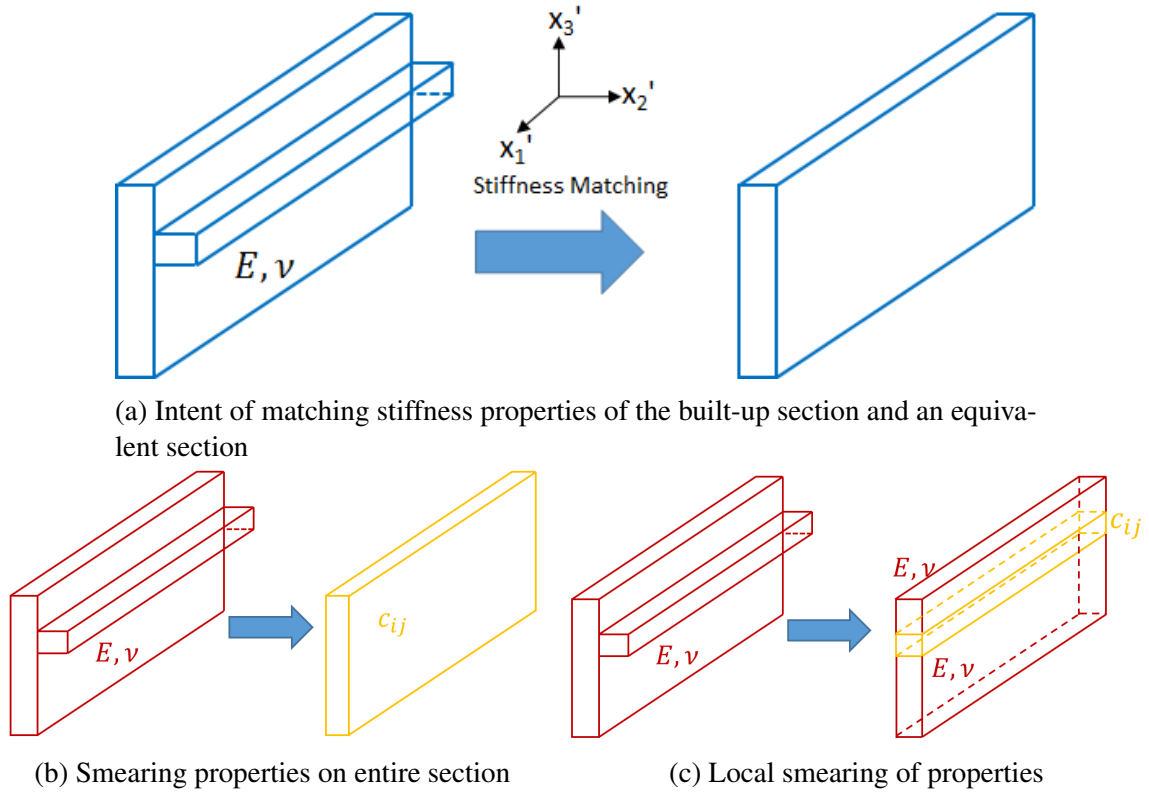 x₃'
x₂'
x₁'
Stiffness Matching
E, ν
(a) Intent of matching stiffness properties of the built-up section and an equiva-
lent section
E, ν
cᵢⱼ
(b) Smearing properties on entire section
E, ν
E, ν
cᵢⱼ
E, ν
(c) Local smearing of properties